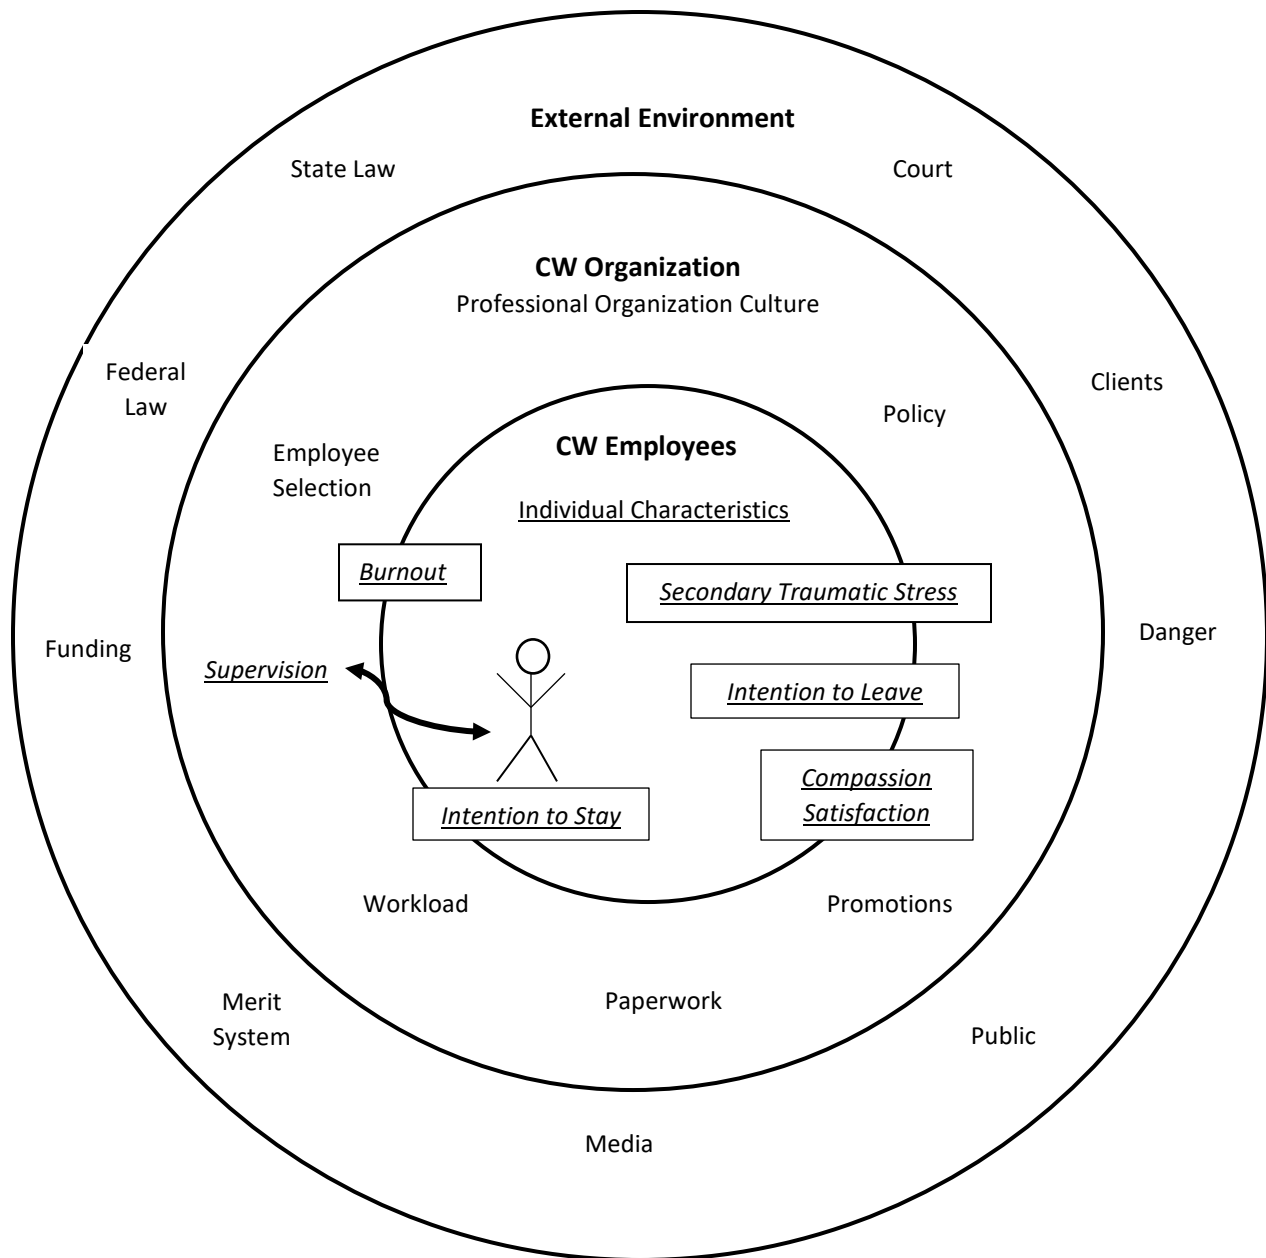 External Environment
State Law
Court
CW Organization
Professional Organization Culture
Federal
Law
Clients
Policy
CW Employees
Employee
Selection
Individual Characteristics
Burnout
Secondary Traumatic Stress
Danger
Funding
Supervision
Intention to Leave
Compassion
Satisfaction
Intention to Stay
Workload
Promotions
Merit
System
Paperwork
Public
Media